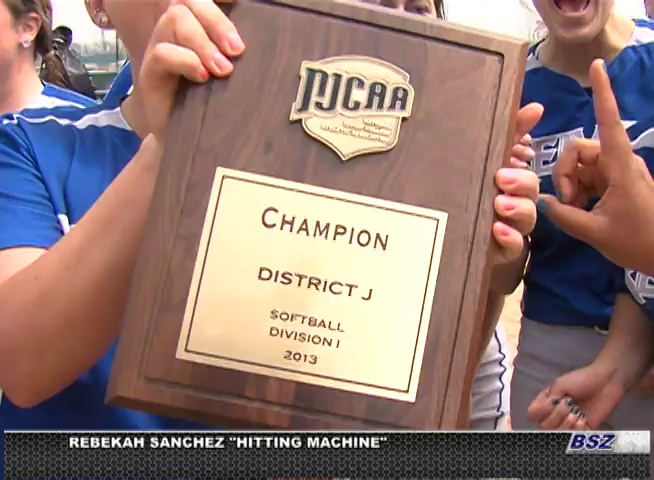 NJCAA
CHAMPION
DISTRICT J
SOFTBALL
DIVISION I
2013
REBEKAH SANCHEZ "HITTING MACHINE"
BSZ